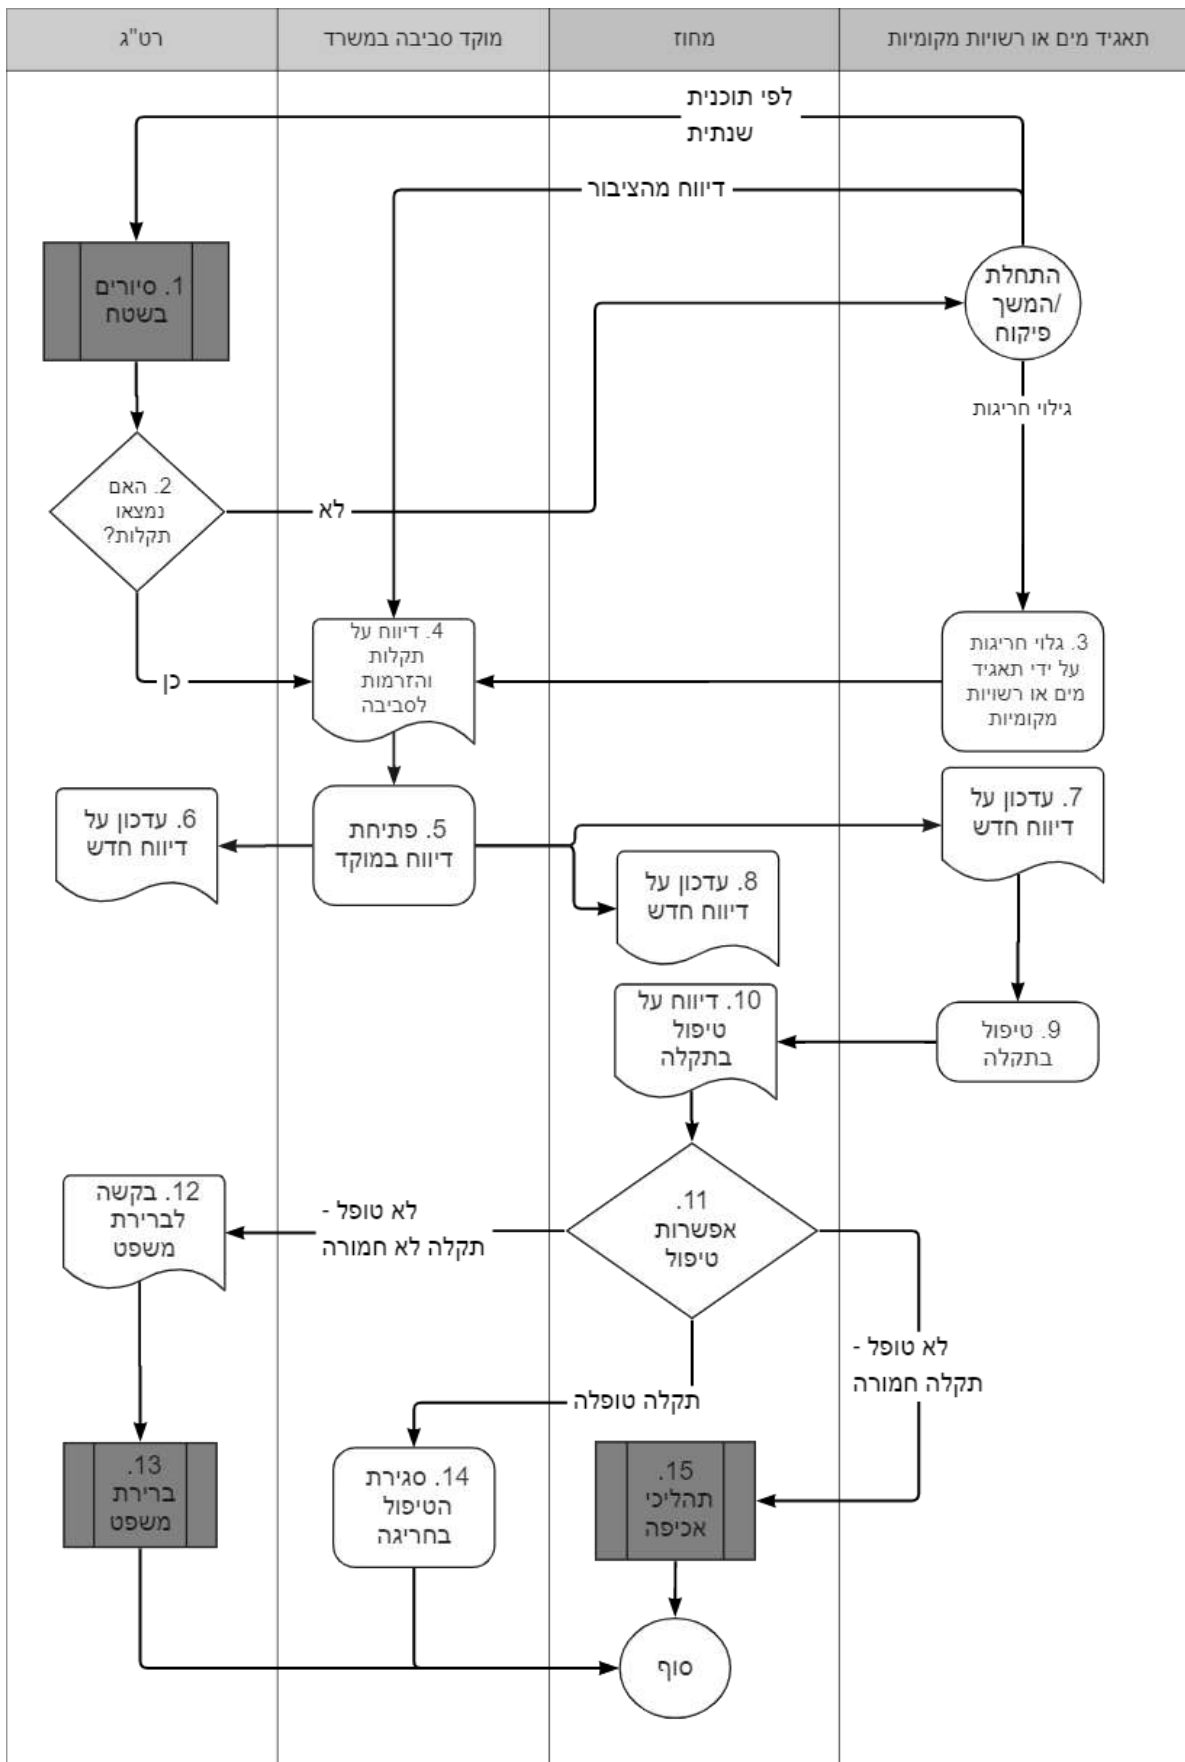 תאגיד מים או רשויות מקומיות
מחוז
מוקד סביבה במשרד
רט"ג
לפי תוכנית
שנתית
דיווח מהציבור
התחלת
/המשך
פיקוח
גילוי חריגות
1. סיורים
בשטח
2. האם
נמצאו
תקלות?
לא
כן
3. גלוי חריגות
על ידי תאגיד
מים או רשויות
מקומיות
4. דיווח על
תקלות
והזרמות
לסביבה
5. פתיחת
דיווח במוקד
6. עדכון על
דיווח חדש
7. עדכון על
דיווח חדש
8. עדכון על
דיווח חדש
9. טיפול
בתקלה
10. דיווח על
טיפול
בתקלה
11.
אפשרות
טיפול
לא טופל -
תקלה לא חמורה
12. בקשה
לברירת
משפט
לא טופל -
תקלה חמורה
תקלה טופלה
13.
ברירת
משפט
14. סגירת
הטיפול
בחריגה
15.
תהליכי
אכיפה
סוף